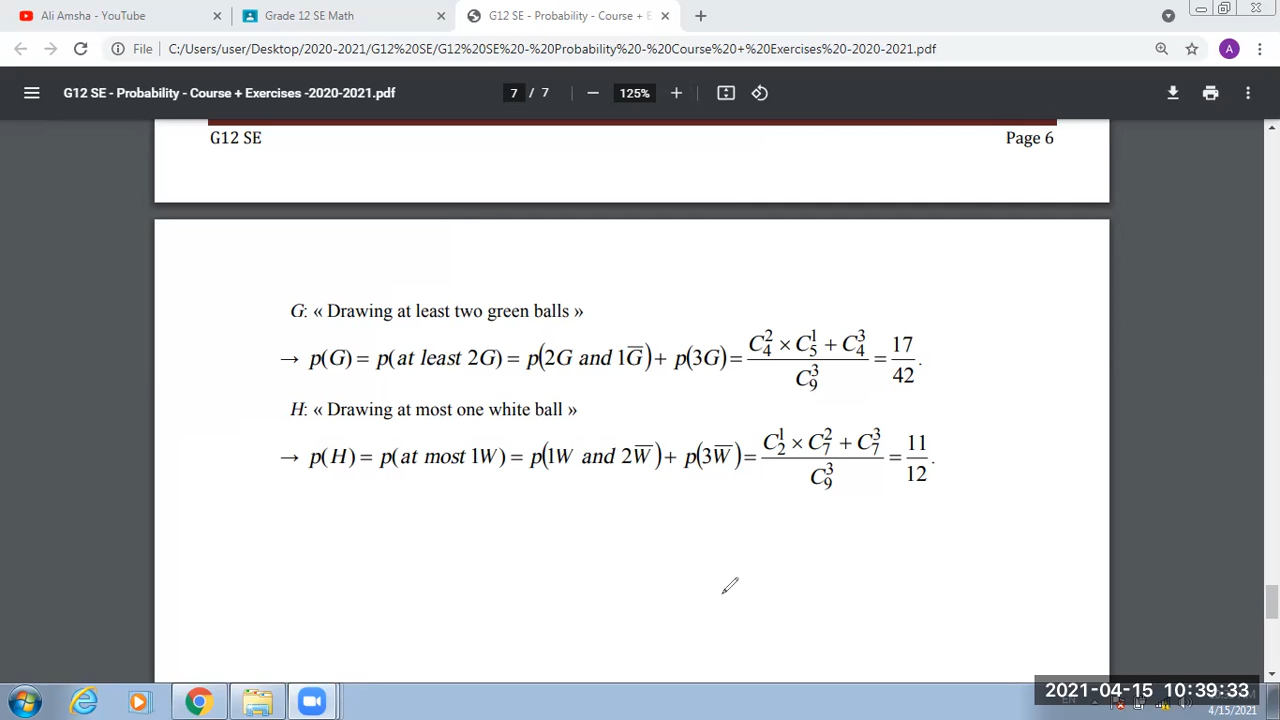 Ali Amsha - YouTube
Grade 12 SE Math
G12 SE - Probability - Course + E
File C:/Users/user/Desktop/2020-2021/G12%20SE/G12%20SE%20-%20Probability%20-%20Course%20+%20Exercises%20-2020-2021.pdf
A
G12 SE - Probability - Course + Exercises -2020-2021.pdf
7 / 7
125%
G12 SE Page 6
G: « Drawing at least two green balls »
→ p(G) = p(at least 2G) = p(2G and 1G̅) + p(3G) = (C₄² × C₅¹ + C₄³)/C₉³ = 17/42.
H: « Drawing at most one white ball »
→ p(H) = p(at most 1W) = p(1W and 2W̅) + p(3W̅) = (C₂¹ × C₇² + C₇³)/C₉³ = 11/12.
2021-04-15 10:39:33
4/15/2021